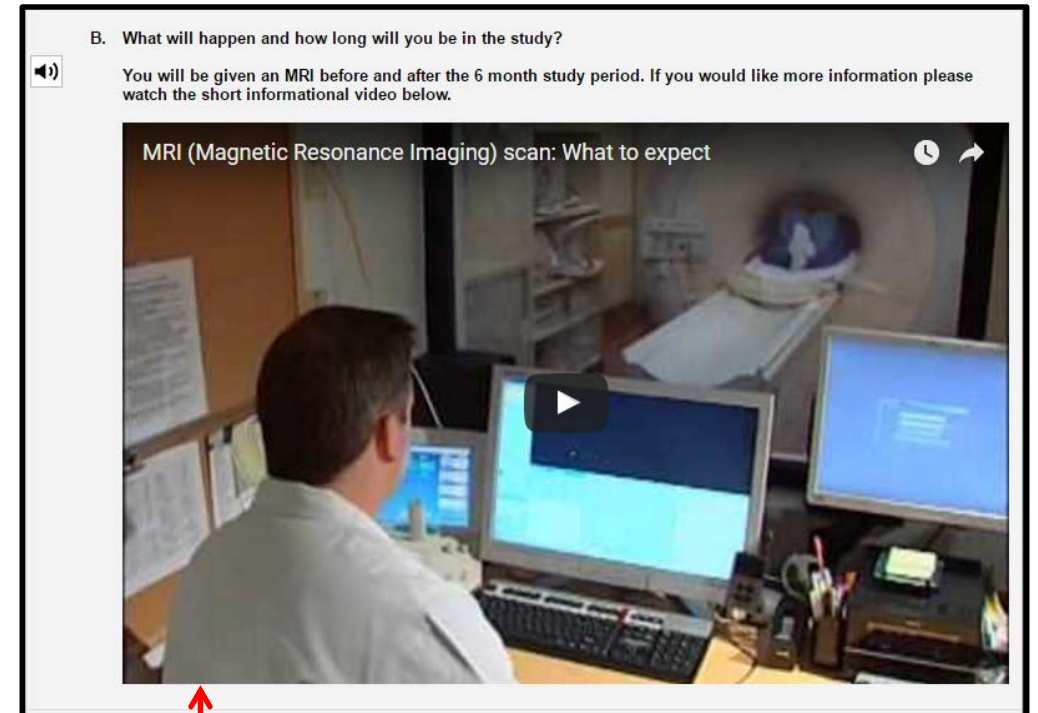 B. What will happen and how long will you be in the study?
You will be given an MRI before and after the 6 month study period. If you would like more information please
watch the short informational video below.
MRI (Magnetic Resonance Imaging) scan: What to expect